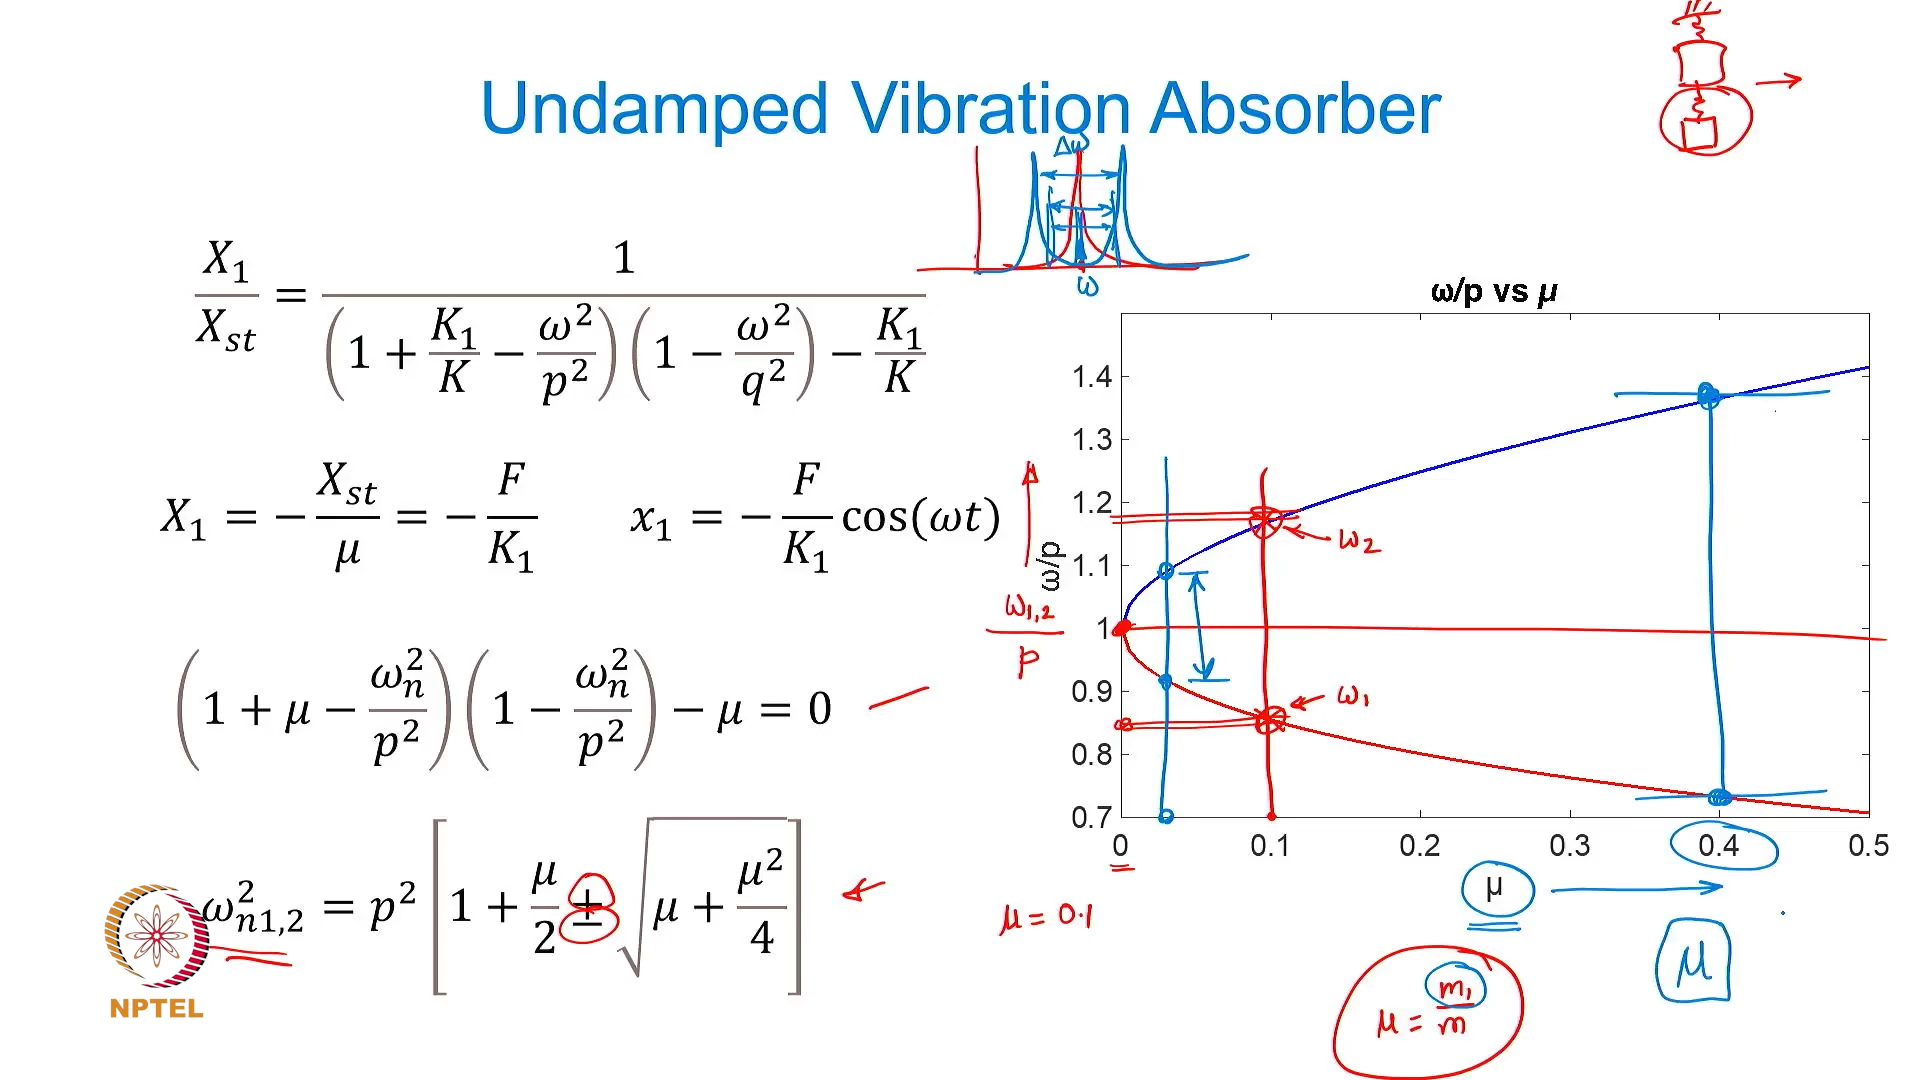 Undamped Vibration Absorber
Δω
ω
X₁/X_st = 1/((1 + K₁/K − ω²/p²)(1 − ω²/q²) − K₁/K)
X₁ = − X_st/μ = − F/K₁
x₁ = − F/K₁ cos(ωt)
(1 + μ − ω_n²/p²)(1 − ω_n²/p²) − μ = 0
ω²_n1,2 = p² [1 + μ/2 ± √(μ + μ²/4)]
NPTEL
ω/p vs μ
1.4
1.3
1.2
1.1
1
0.9
0.8
0.7
ω/p
ω₁,₂/p
ω₂
ω₁
0 0.1 0.2 0.3 0.4 0.5
μ
μ = 0.1
μ
μ = m₁/m